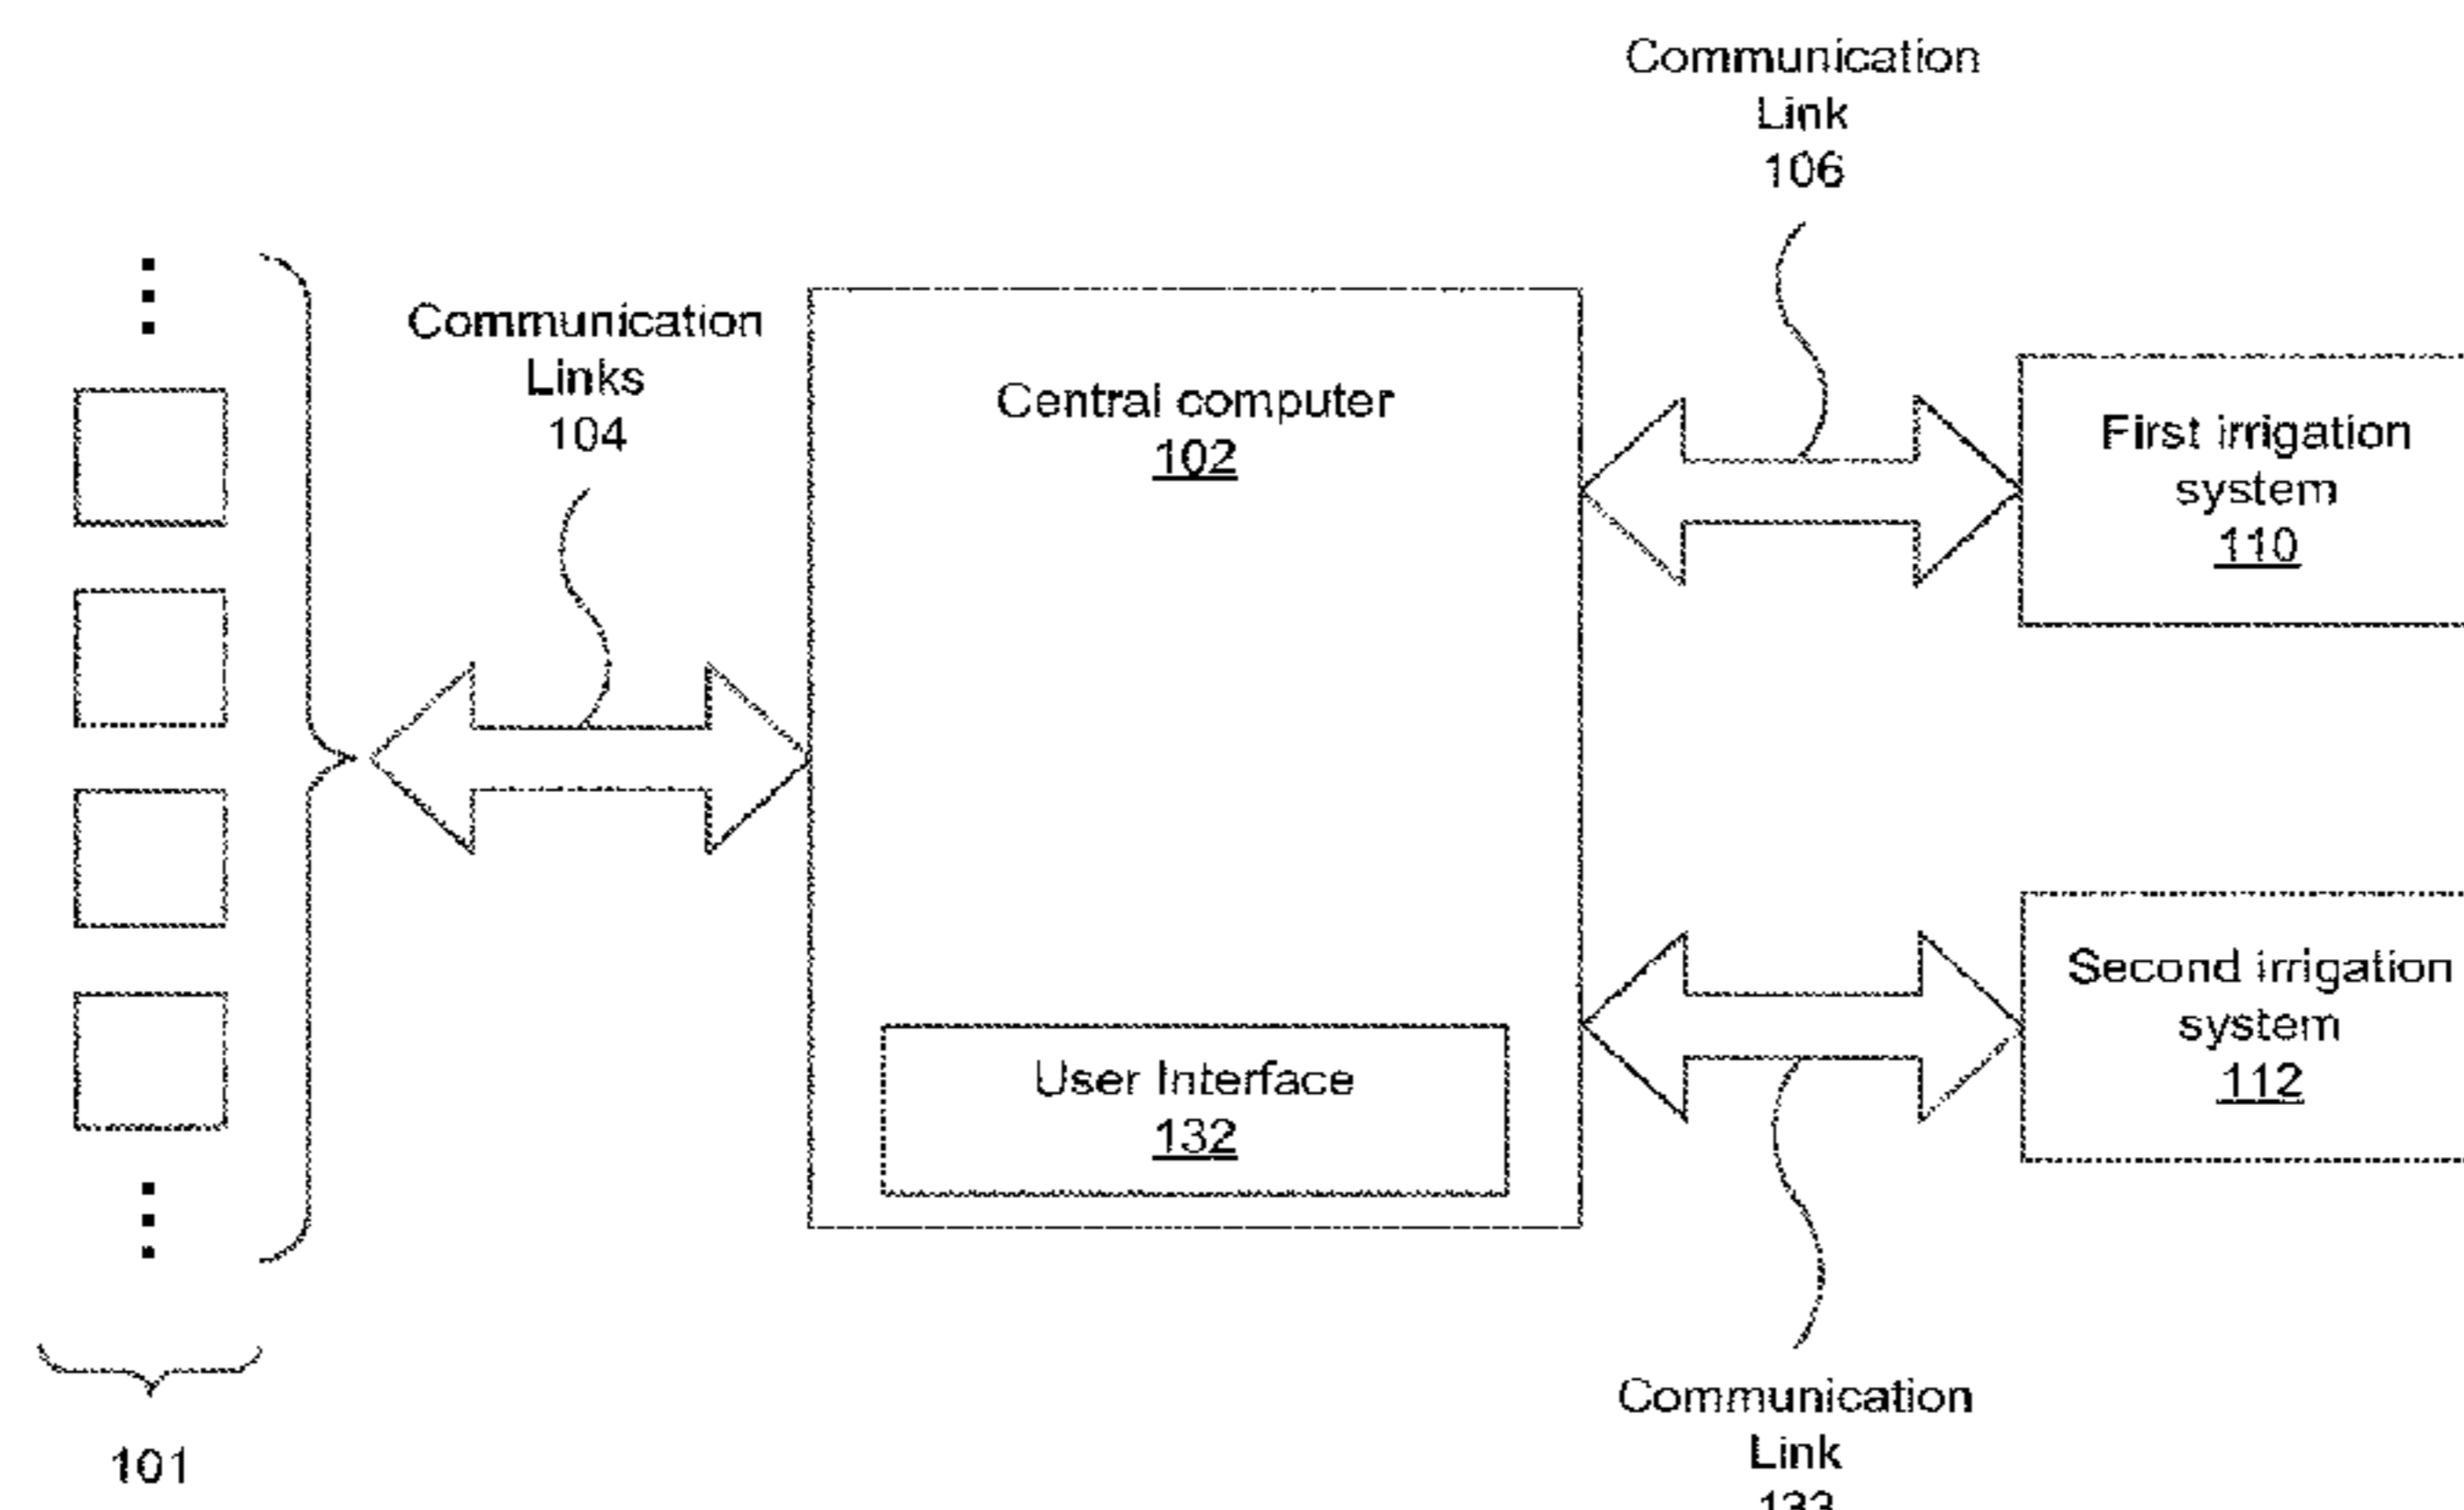 Communication
Link
106
Communication
Links
104
Central computer
102
First irrigation
system
110
User Interface
132
Second irrigation
system
112
101
Communication
Link
133